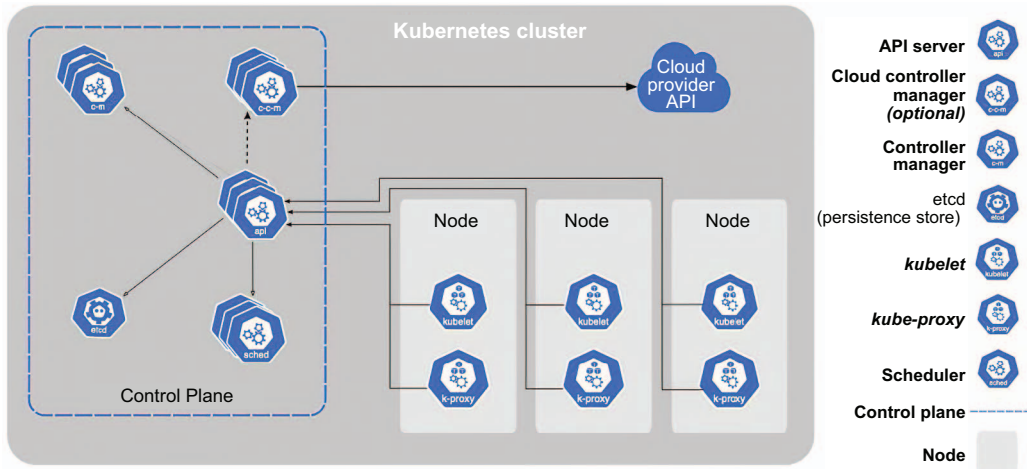 Kubernetes cluster
c-m
c-c-m
Cloud
provider
API
api
etcd
sched
Control Plane
Node
Node
Node
kubelet
kubelet
kubelet
k-proxy
k-proxy
k-proxy
API server
api
Cloud controller
manager
(optional)
c-c-m
Controller
manager
c-m
etcd
(persistence store)
etcd
kubelet
kubelet
kube-proxy
k-proxy
Scheduler
sched
Control plane
Node